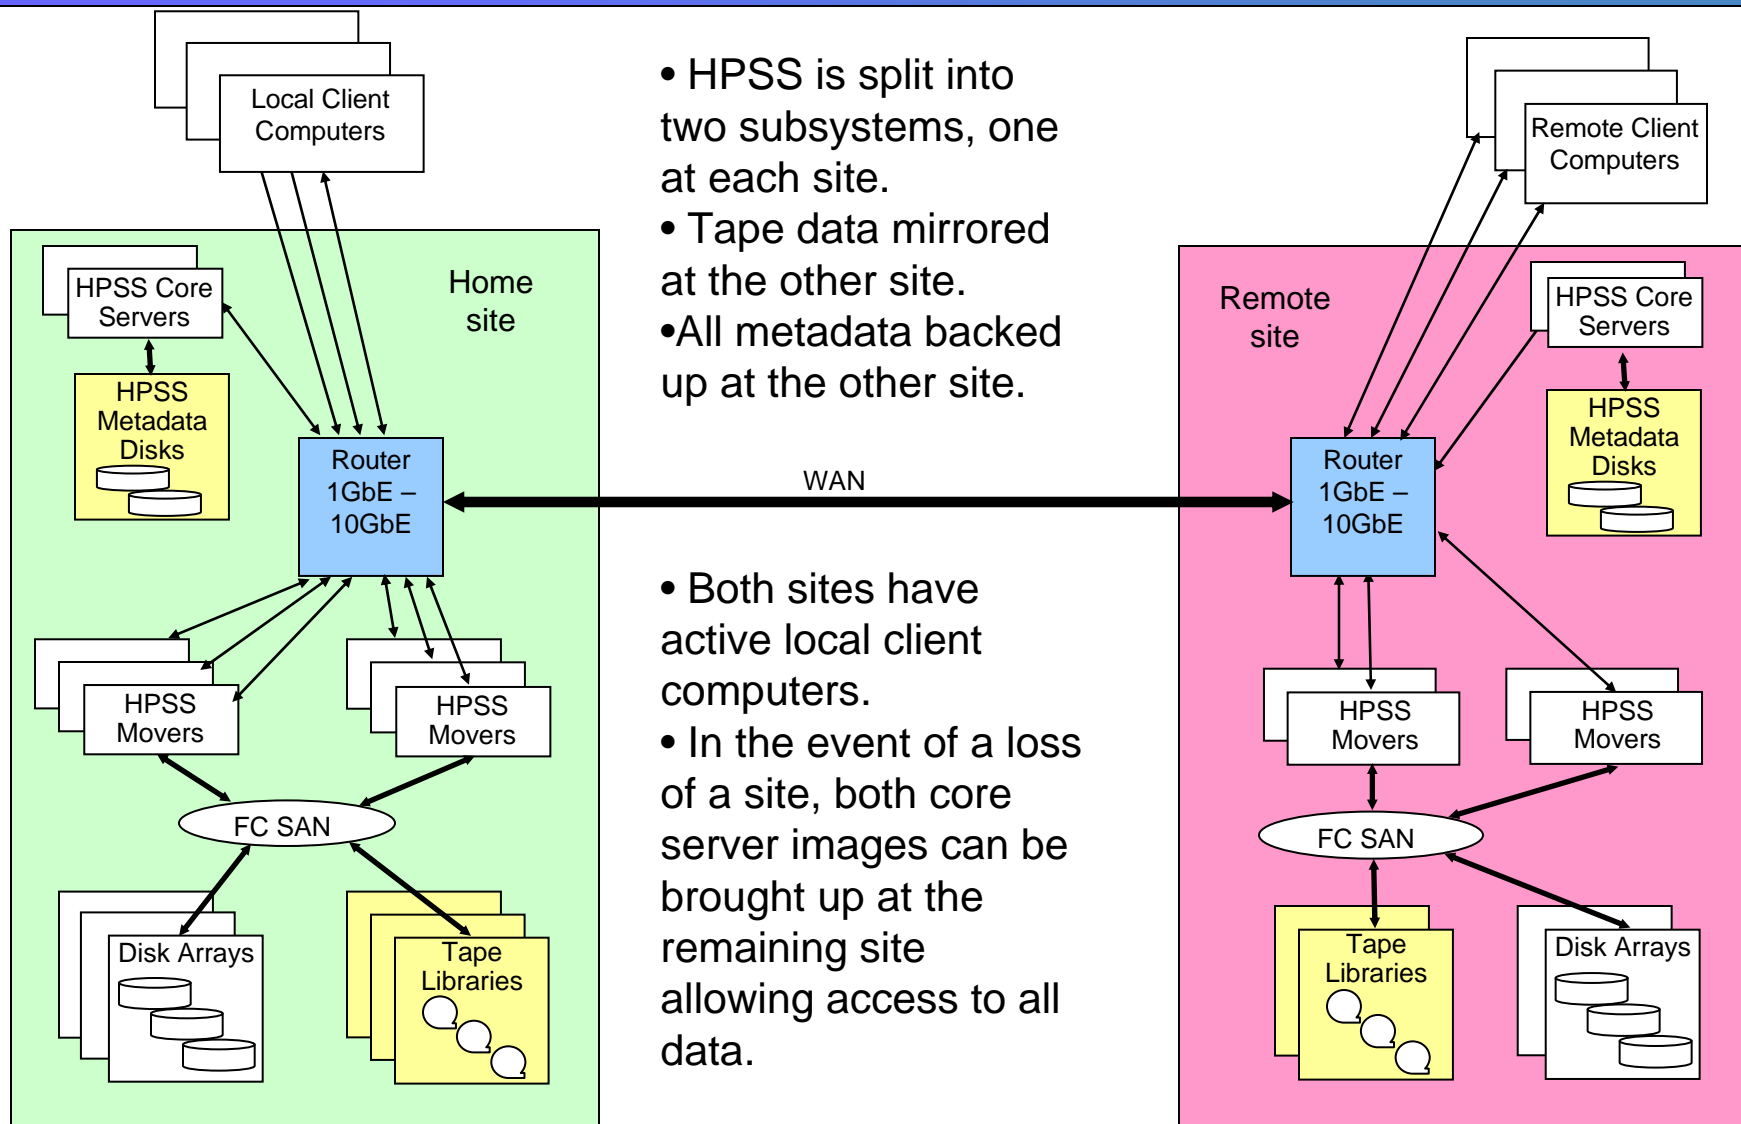 Local Client
Computers
HPSS Core
Servers
Home
site
HPSS
Metadata
Disks
Router
1GbE –
10GbE
HPSS
Movers
HPSS
Movers
FC SAN
Disk Arrays
Tape
Libraries
• HPSS is split into
two subsystems, one
at each site.
• Tape data mirrored
at the other site.
•All metadata backed
up at the other site.
WAN
• Both sites have
active local client
computers.
• In the event of a loss
of a site, both core
server images can be
brought up at the
remaining site
allowing access to all
data.
Remote Client
Computers
Remote
site
HPSS Core
Servers
HPSS
Metadata
Disks
Router
1GbE –
10GbE
HPSS
Movers
HPSS
Movers
FC SAN
Tape
Libraries
Disk Arrays